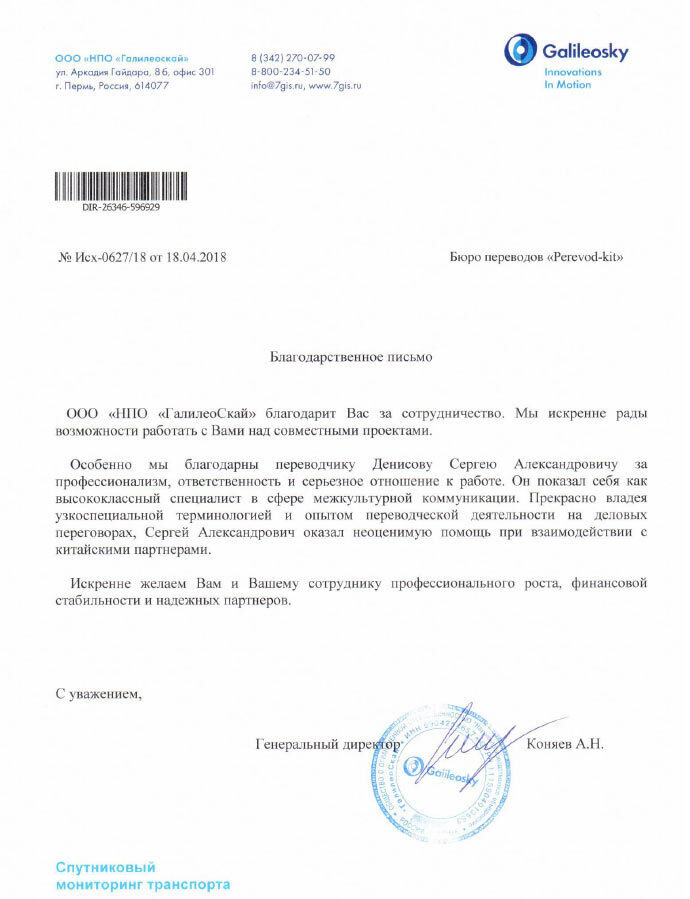 ООО «НПО «Галилеоскай»
ул. Аркадия Гайдара, 8б, офис 301
г. Пермь, Россия, 614077
8 (342) 270-07-99
8-800-234-51-50
info@7gis.ru, www.7gis.ru
Galileosky
Innovations
In Motion
DIR-26346-596929
№ Исх-0627/18 от 18.04.2018
Бюро переводов «Perevod-kit»
Благодарственное письмо
ООО «НПО «ГалилеоСкай» благодарит Вас за сотрудничество. Мы искренне рады
возможности работать с Вами над совместными проектами.
Особенно мы благодарны переводчику Денисову Сергею Александровичу за
профессионализм, ответственность и серьезное отношение к работе. Он показал себя как
высококлассный специалист в сфере межкультурной коммуникации. Прекрасно владея
узкоспециальной терминологией и опытом переводческой деятельности на деловых
переговорах, Сергей Александрович оказал неоценимую помощь при взаимодействии с
китайскими партнерами.
Искренне желаем Вам и Вашему сотруднику профессионального роста, финансовой
стабильности и надежных партнеров.
С уважением,
Генеральный директор
Коняев А.Н.
Galileosky
Спутниковый
мониторинг транспорта